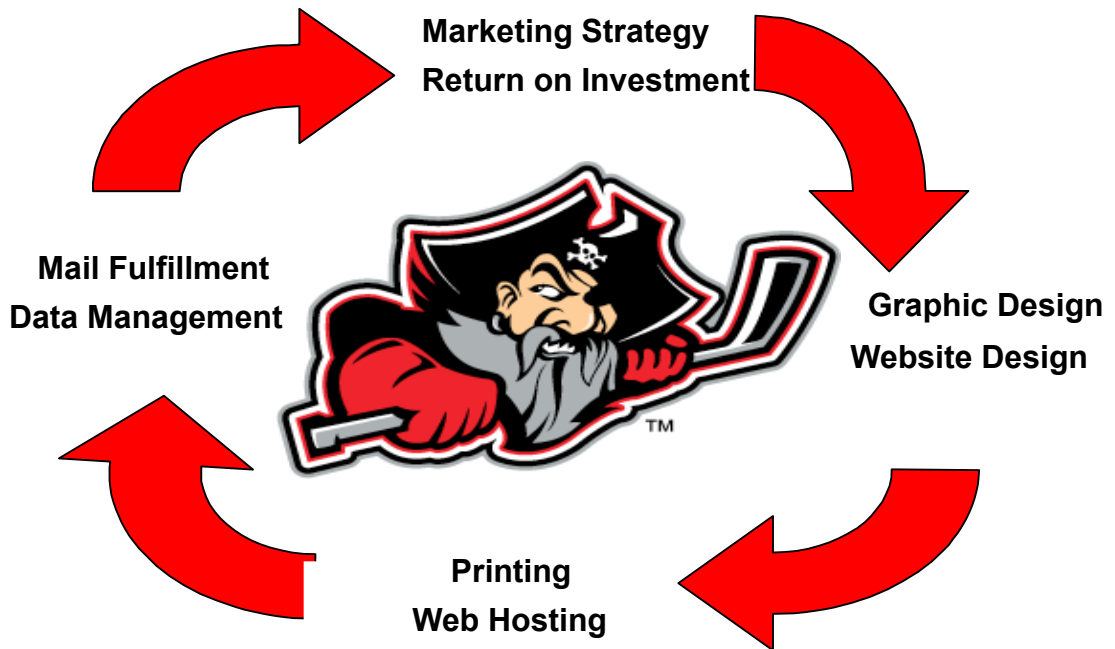 Marketing Strategy
Return on Investment
Graphic Design
Website Design
Printing
Web Hosting
Mail Fulfillment
Data Management
TM